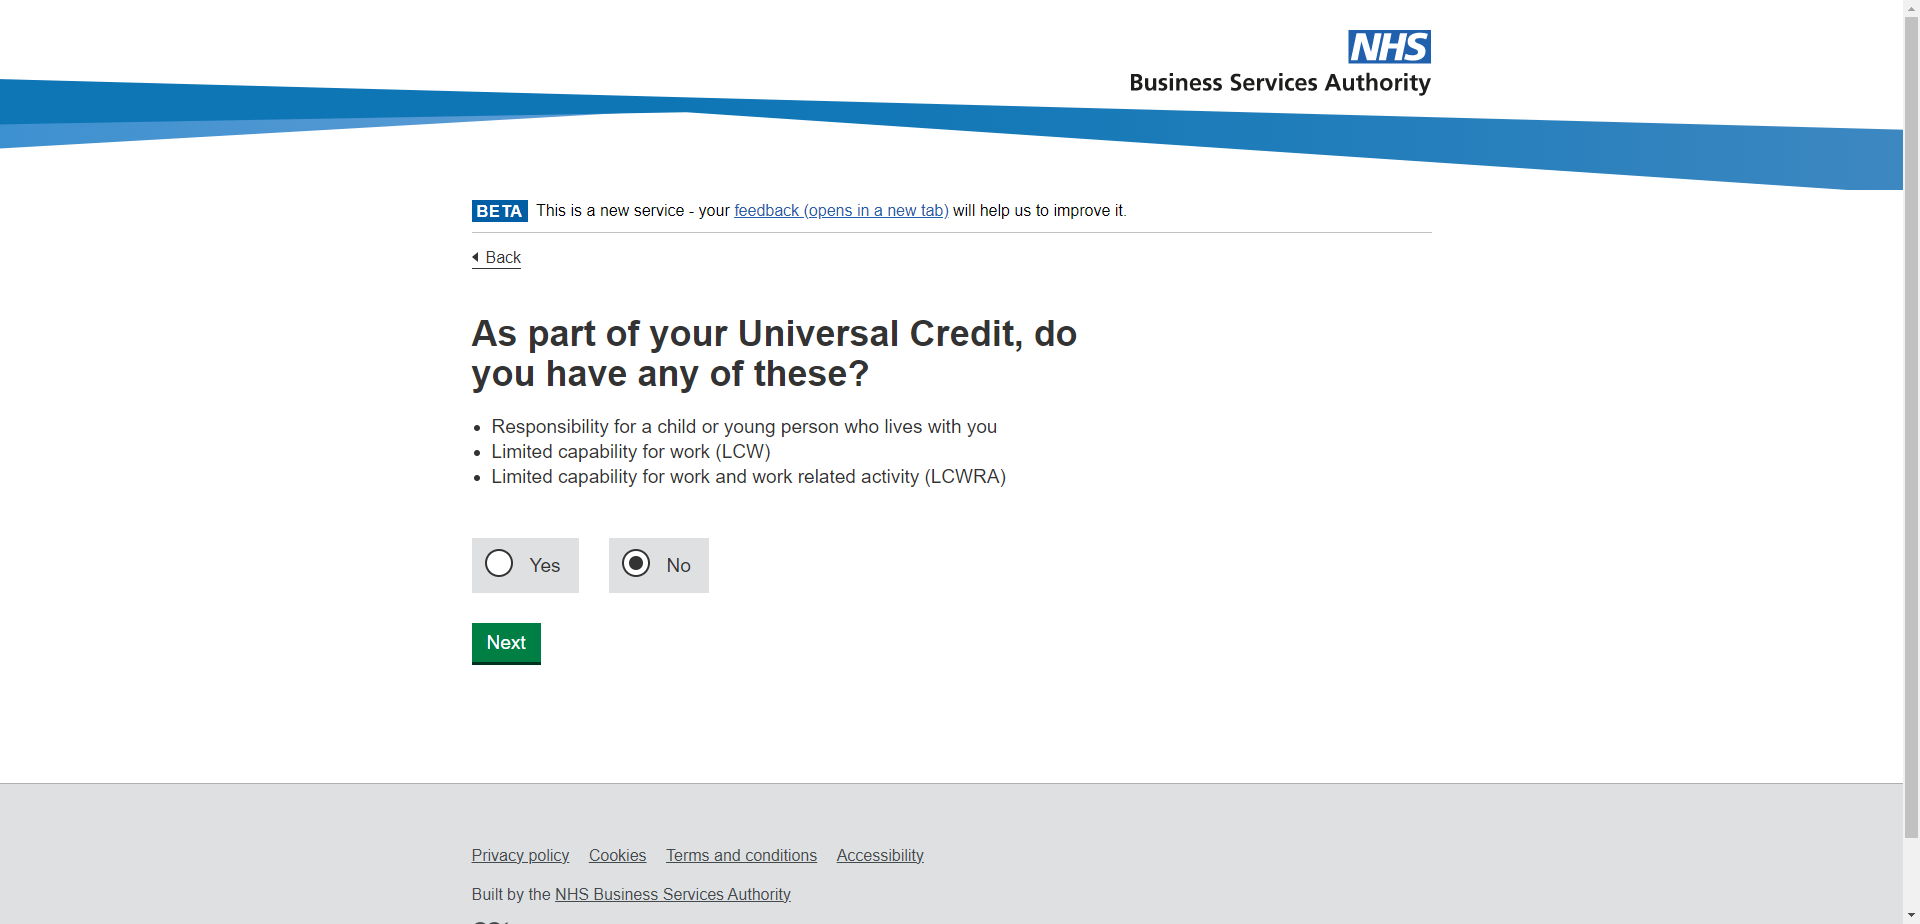 NHS
Business Services Authority
BETA This is a new service - your feedback (opens in a new tab) will help us to improve it.
Back
As part of your Universal Credit, do
you have any of these?
• Responsibility for a child or young person who lives with you
• Limited capability for work (LCW)
• Limited capability for work and work related activity (LCWRA)
Yes No
Next
Privacy policy Cookies Terms and conditions Accessibility
Built by the NHS Business Services Authority